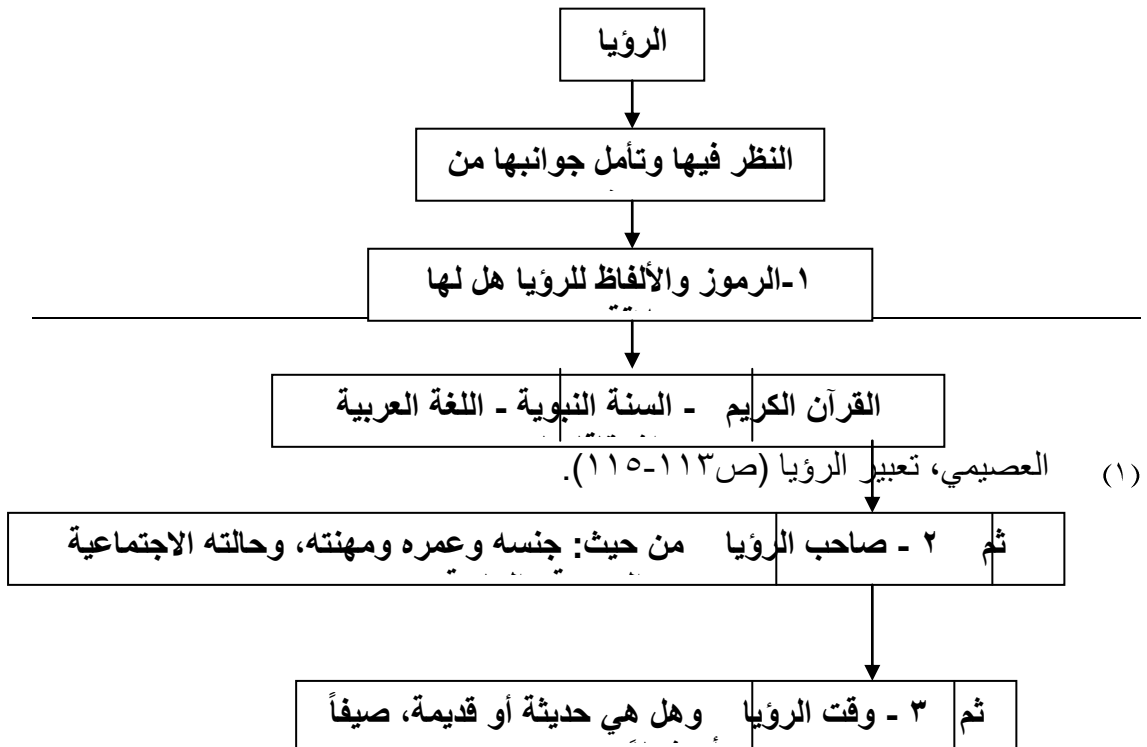 الرؤيا
النظر فيها وتأمل جوانبها من
١-الرموز والألفاظ للرؤيا هل لها
القرآن الكريم - السنة النبوية - اللغة العربية
(١) العصيمي، تعبير الرؤيا (ص١١٣-١١٥).
ثم ٢ - صاحب الرؤيا من حيث: جنسه وعمره ومهنته، وحالته الاجتماعية
ثم ٣ - وقت الرؤيا وهل هي حديثة أو قديمة، صيفاً